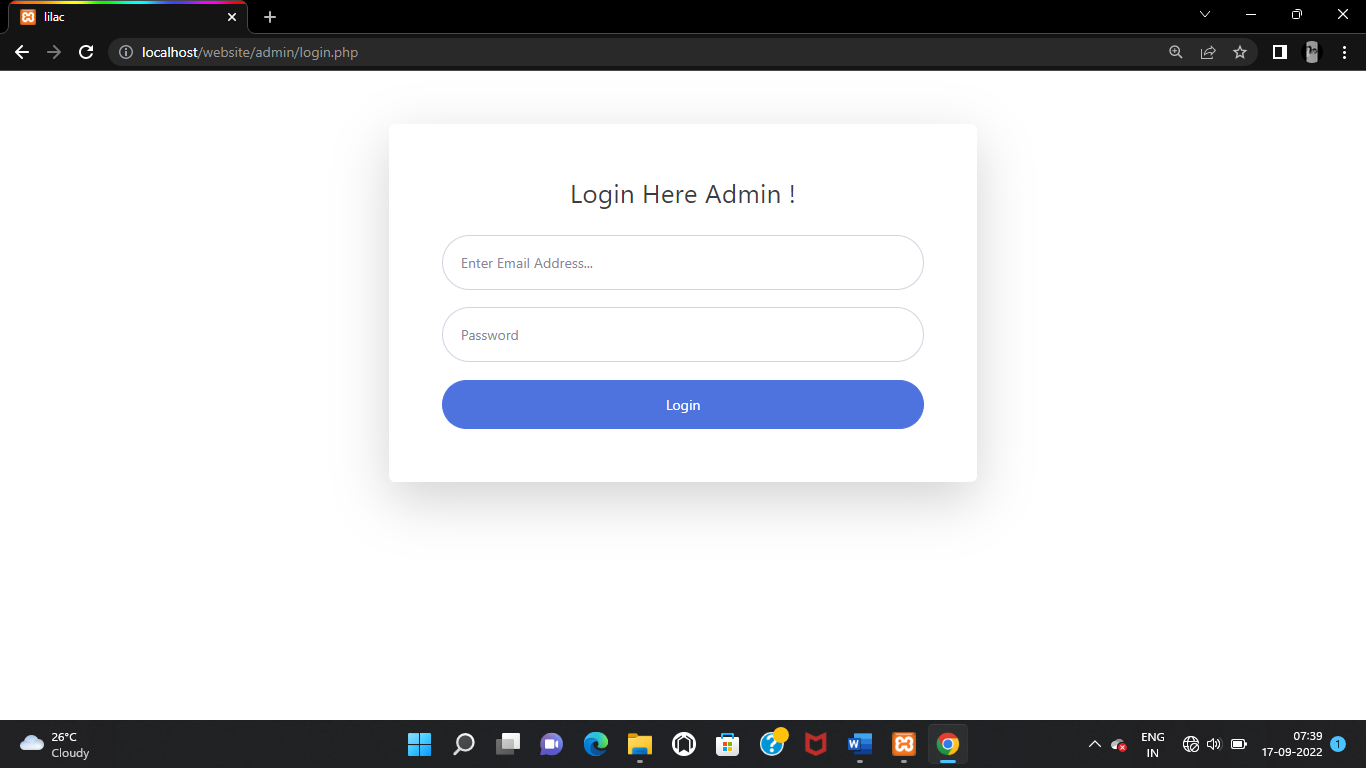 lilac
localhost/website/admin/login.php
Login Here Admin !
Enter Email Address...
Password
Login
26°C
Cloudy
ENG
IN
07:39
17-09-2022
1